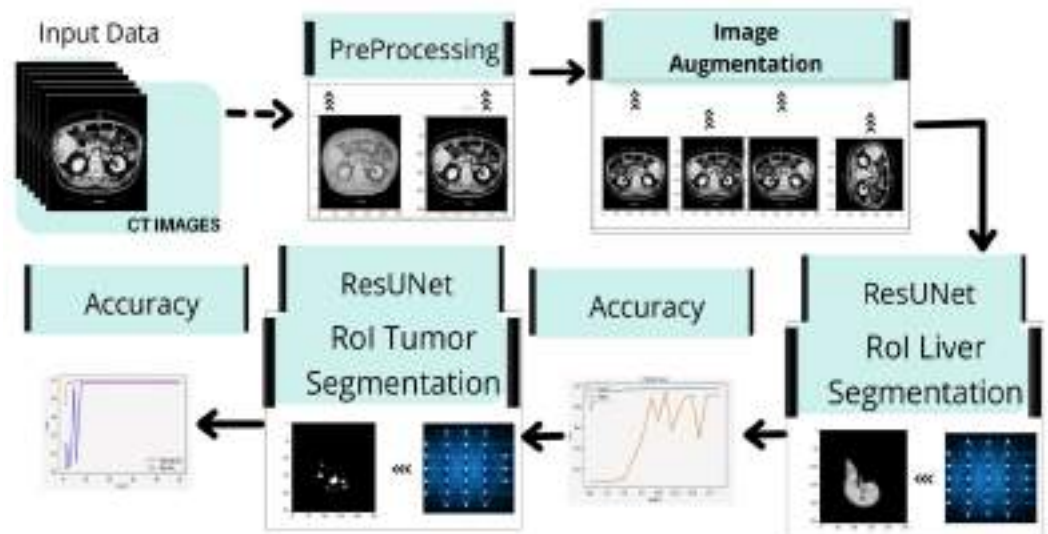 Input Data
CT IMAGES
PreProcessing
Image
Augmentation
ResUNet
RoI Liver
Segmentation
Accuracy
ResUNet
RoI Tumor
Segmentation
Accuracy